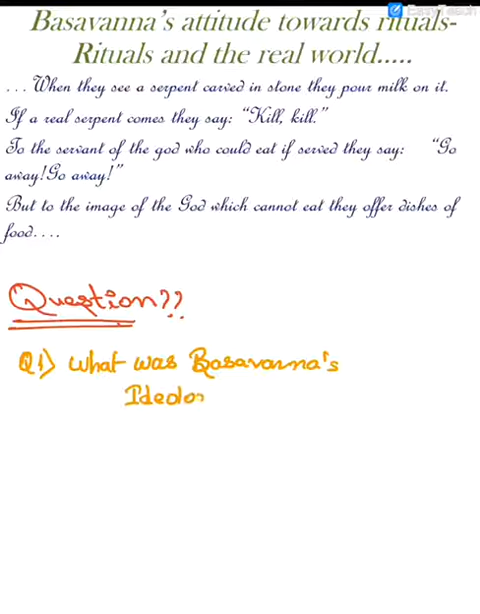 Basavanna's attitude towards rituals-
EasyTeach
Rituals and the real world.....
. . . When they see a serpent carved in stone they pour milk on it.
If a real serpent comes they say: “Kill, kill.”
To the servant of the god who could eat if served they say: “Go
away!Go away!”
But to the image of the God which cannot eat they offer dishes of
food. . . .
Question??
Q1) What was Basavanna's
Ideolo